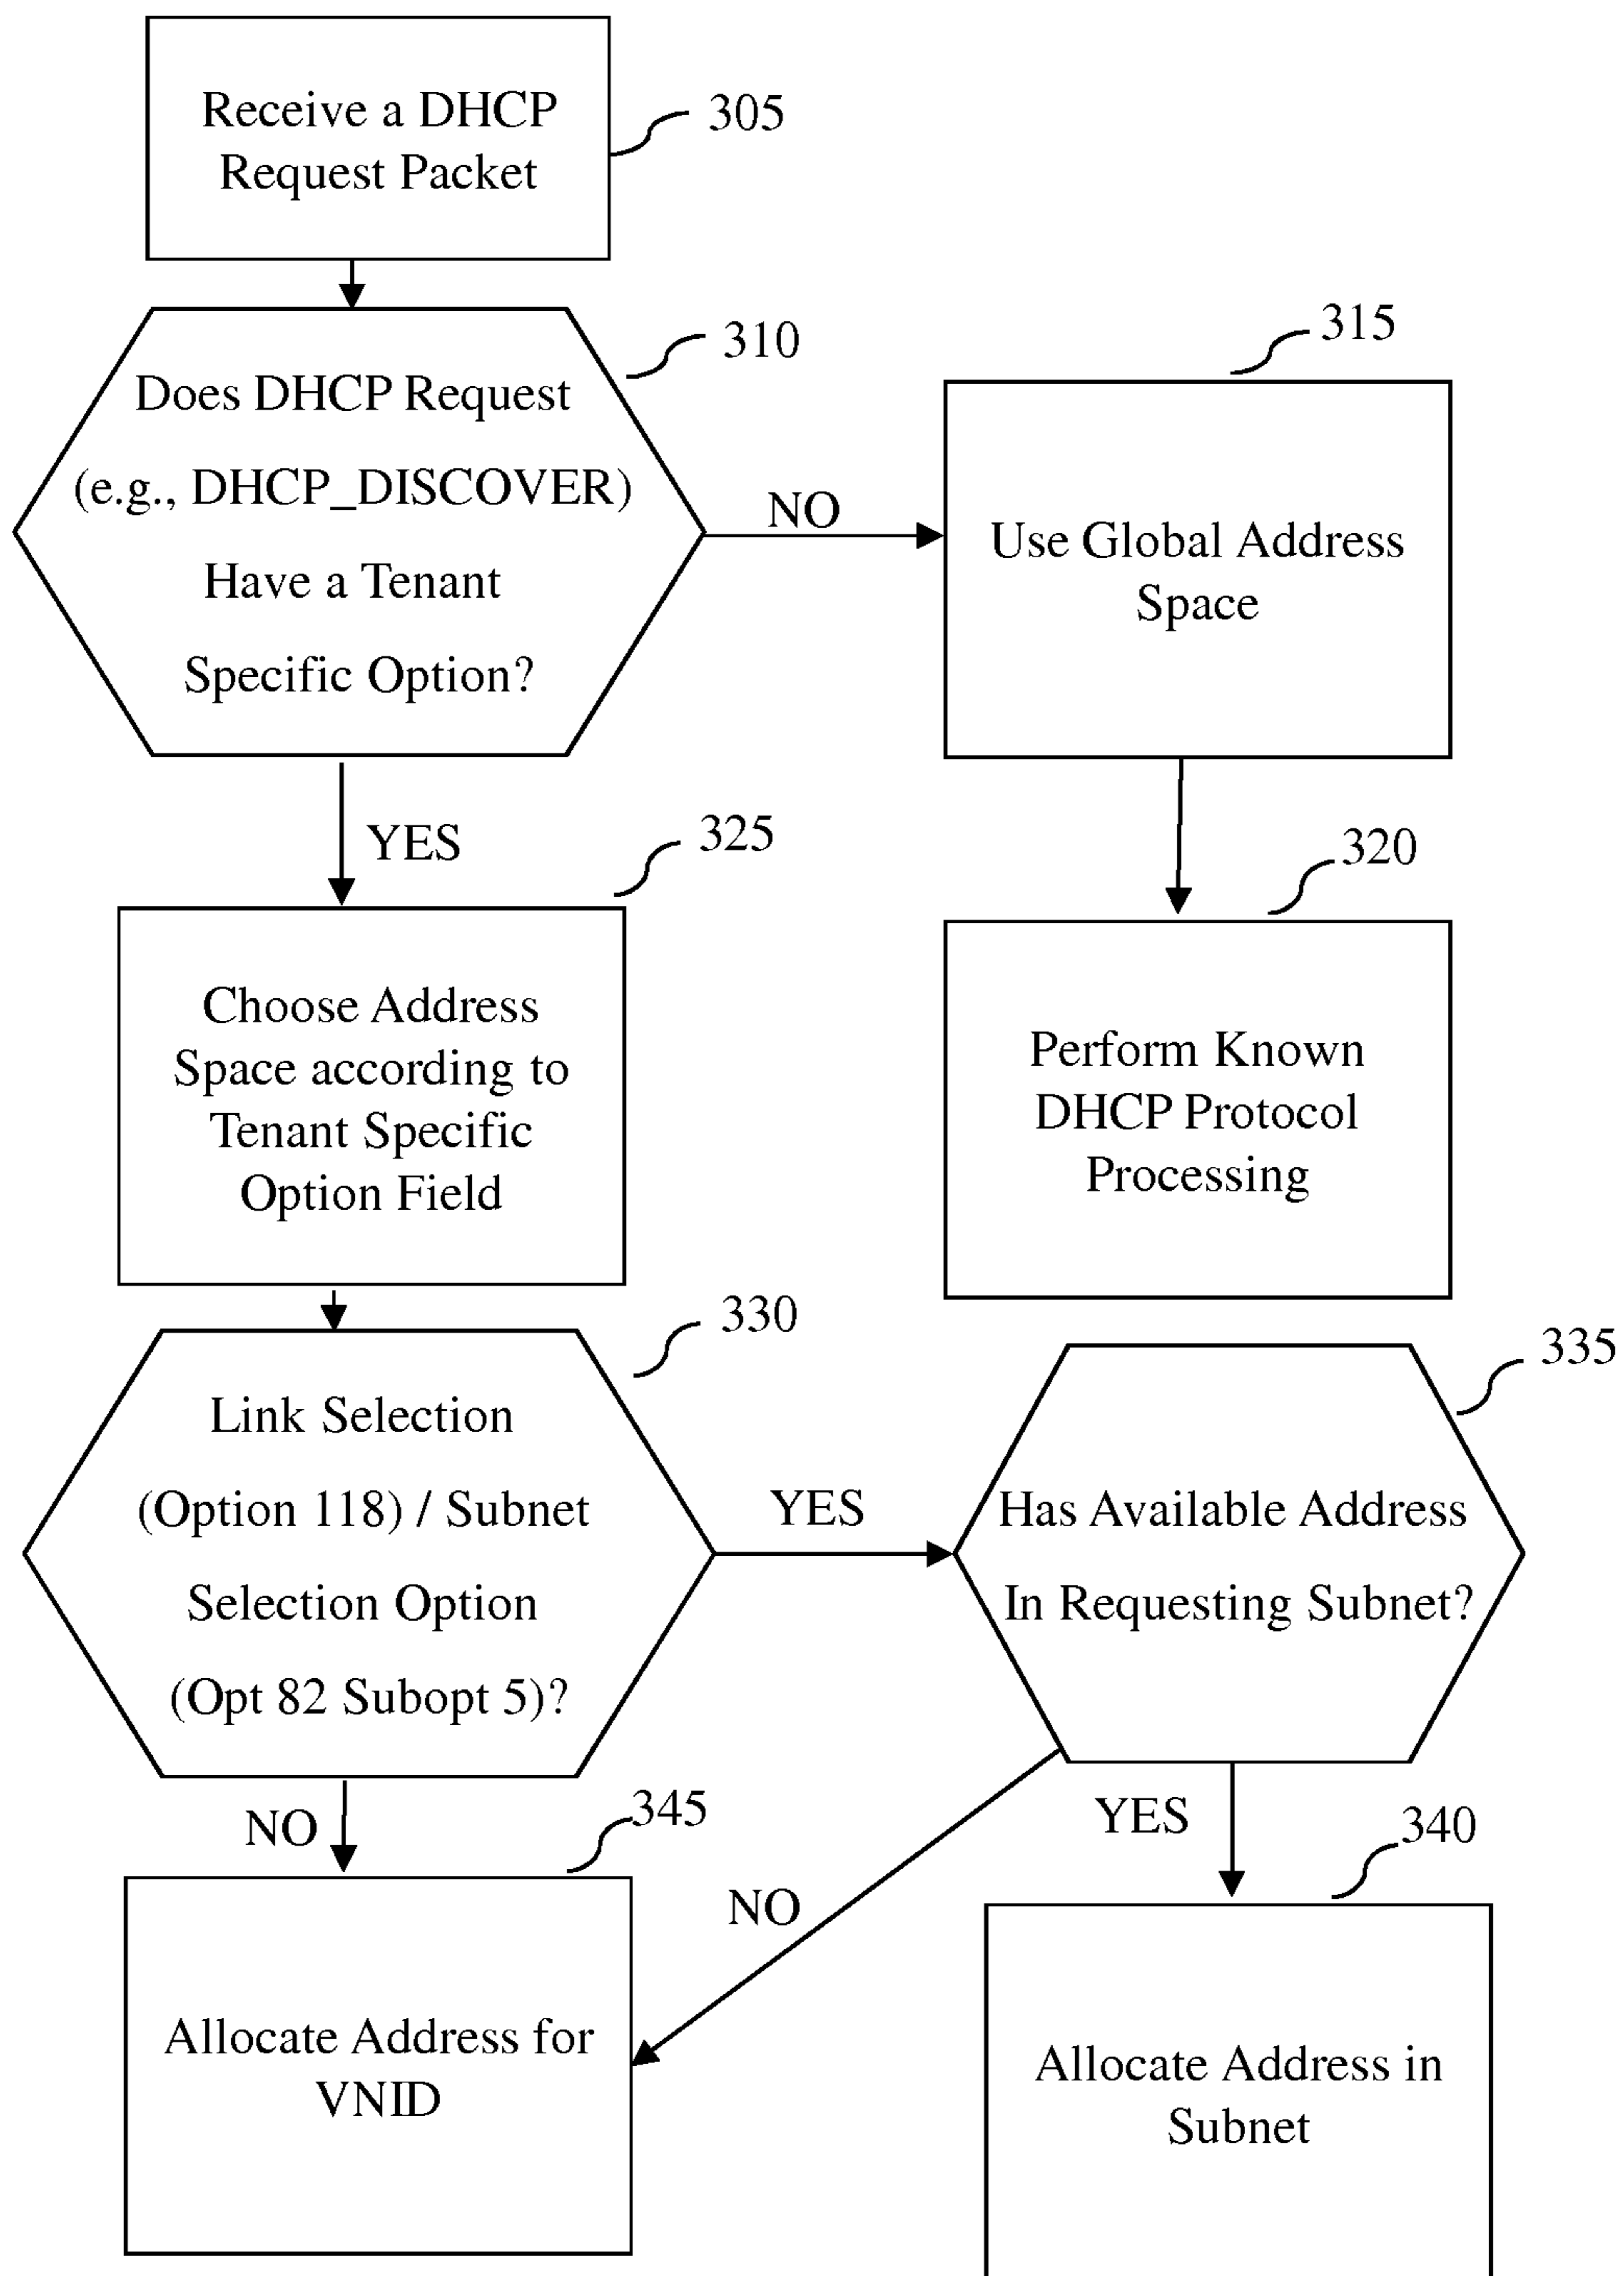 Receive a DHCP
Request Packet
305
310
Does DHCP Request
(e.g., DHCP_DISCOVER)
Have a Tenant
Specific Option?
NO
315
Use Global Address
Space
YES
325
320
Choose Address
Space according to
Tenant Specific
Option Field
Perform Known
DHCP Protocol
Processing
330
335
Link Selection
(Option 118) / Subnet
Selection Option
(Opt 82 Subopt 5)?
YES
Has Available Address
In Requesting Subnet?
NO
345
YES
340
NO
Allocate Address for
VNID
Allocate Address in
Subnet